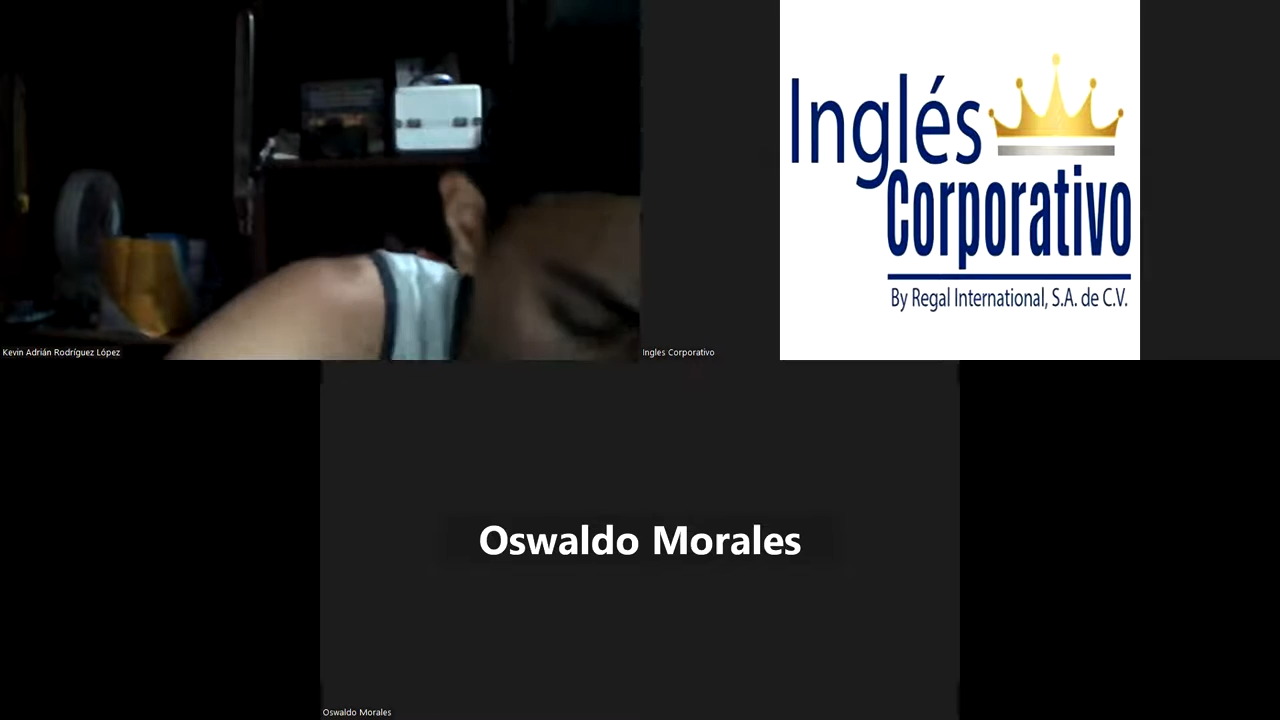 Inglés
Corporativo
By Regal International, S.A. de C.V.
Kevin Adrián Rodríguez López
Ingles Corporativo
Oswaldo Morales
Oswaldo Morales